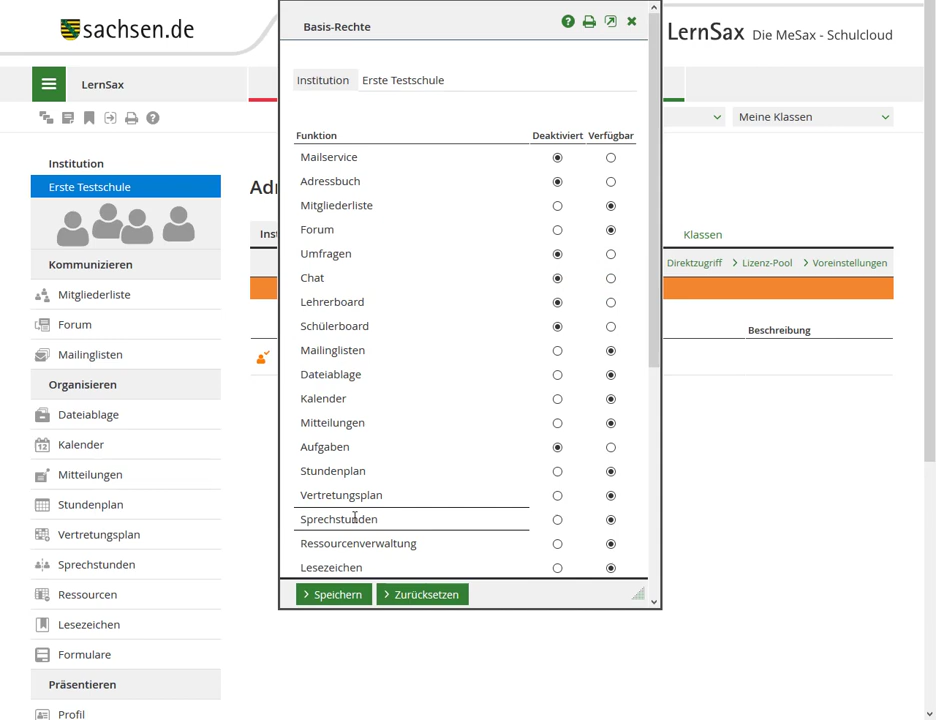 sachsen.de
LernSax Die MeSax - Schulcloud
LernSax
Meine Klassen
Institution
Erste Testschule
Kommunizieren
Mitgliederliste
Forum
Mailinglisten
Organisieren
Dateiablage
Kalender
Mitteilungen
Stundenplan
Vertretungsplan
Sprechstunden
Ressourcen
Lesezeichen
Formulare
Präsentieren
Profil
Basis-Rechte
Institution Erste Testschule
Funktion Deaktiviert Verfügbar
Mailservice
Adressbuch
Mitgliederliste
Forum
Umfragen
Chat
Lehrerboard
Schülerboard
Mailinglisten
Dateiablage
Kalender
Mitteilungen
Aufgaben
Stundenplan
Vertretungsplan
Sprechstunden
Ressourcenverwaltung
Lesezeichen
Speichern Zurücksetzen
Klassen
Direktzugriff Lizenz-Pool Voreinstellungen
Beschreibung